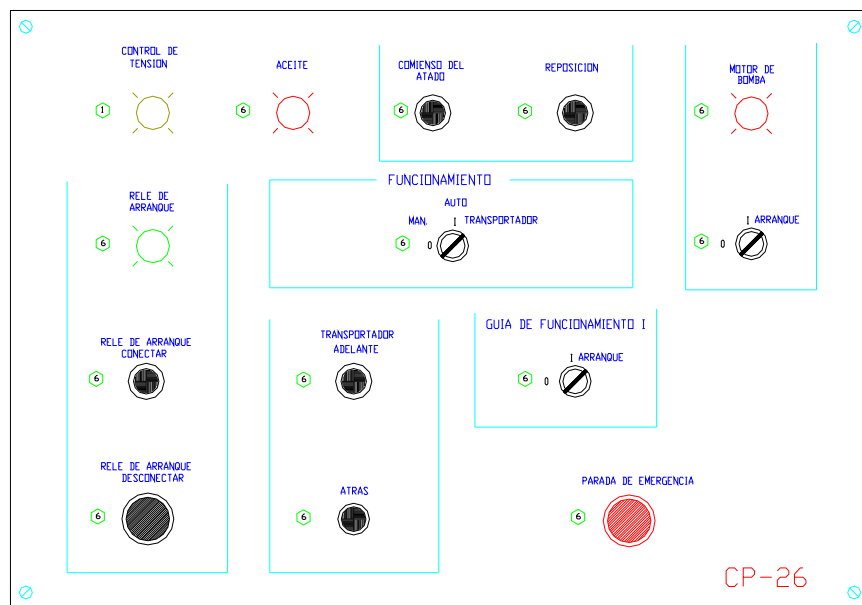 CONTROL DE
TENSION
1
ACEITE
6
COMIENSO DEL
ATADO
6
REPOSICION
6
MOTOR DE
BOMBA
6
I ARRANQUE
6 0
RELE DE
ARRANQUE
6
RELE DE ARRANQUE
CONECTAR
6
RELE DE ARRANQUE
DESCONECTAR
6
FUNCIONAMIENTO
AUTO
MAN. I TRANSPORTADOR
6 0
TRANSPORTADOR
ADELANTE
6
ATRAS
6
GUIA DE FUNCIONAMIENTO I
I ARRANQUE
6 0
PARADA DE EMERGENCIA
6
CP-26